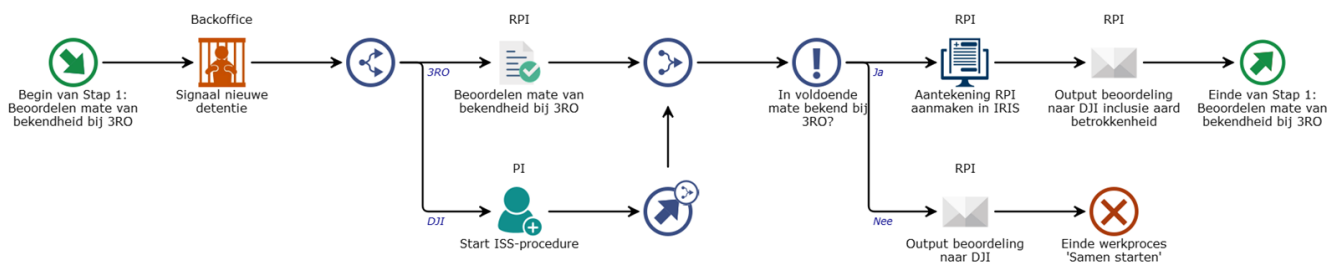 Backoffice
RPI
RPI
RPI
3RO
Ja
Begin van Stap 1:
Beoordelen mate van
bekendheid bij 3RO
Signaal nieuwe
detentie
Beoordelen mate van
bekendheid bij 3RO
In voldoende
mate bekend bij
3RO?
Aantekening RPI
aanmaken in IRIS
Output beoordeling
naar DJI inclusie aard
betrokkenheid
Einde van Stap 1:
Beoordelen mate van
bekendheid bij 3RO
PI
RPI
DJI
Nee
Start ISS-procedure
Output beoordeling
naar DJI
Einde werkproces
'Samen starten'